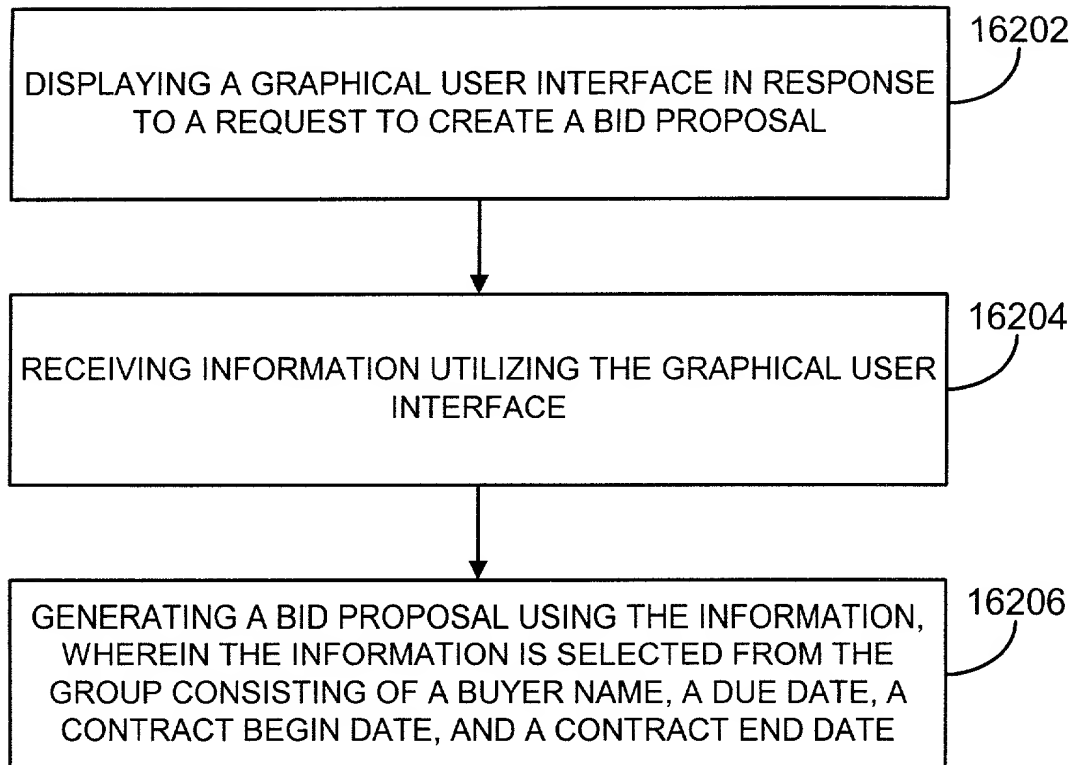 16202
DISPLAYING A GRAPHICAL USER INTERFACE IN RESPONSE
TO A REQUEST TO CREATE A BID PROPOSAL
16204
RECEIVING INFORMATION UTILIZING THE GRAPHICAL USER
INTERFACE
16206
GENERATING A BID PROPOSAL USING THE INFORMATION,
WHEREIN THE INFORMATION IS SELECTED FROM THE
GROUP CONSISTING OF A BUYER NAME, A DUE DATE, A
CONTRACT BEGIN DATE, AND A CONTRACT END DATE